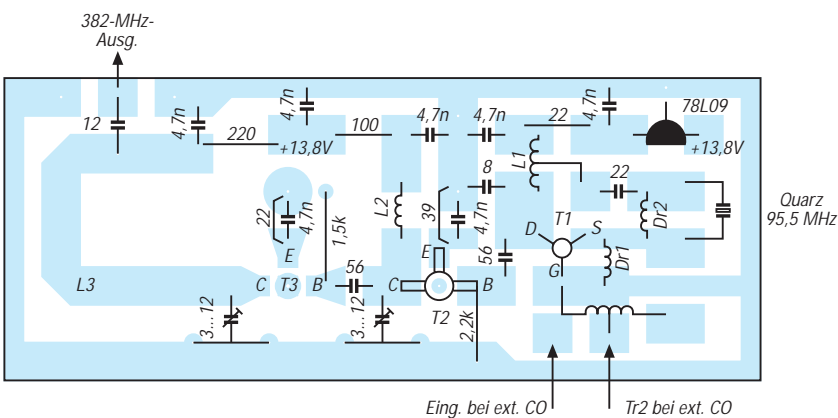 382-MHz-
Ausg.
12
4,7n
220
4,7n
+13,8V
100
4,7n
4,7n
22
4,7n
78L09
+13,8V
L1
8
22
Quarz
95,5 MHz
Dr2
22
4,7n
1,5k
L2
39
4,7n
56
D
T1
S
G
Dr1
E
E
L3
C
T3
B
56
C
T2
B
3...12
3...12
2,2k
Eing. bei ext. CO
Tr2 bei ext. CO